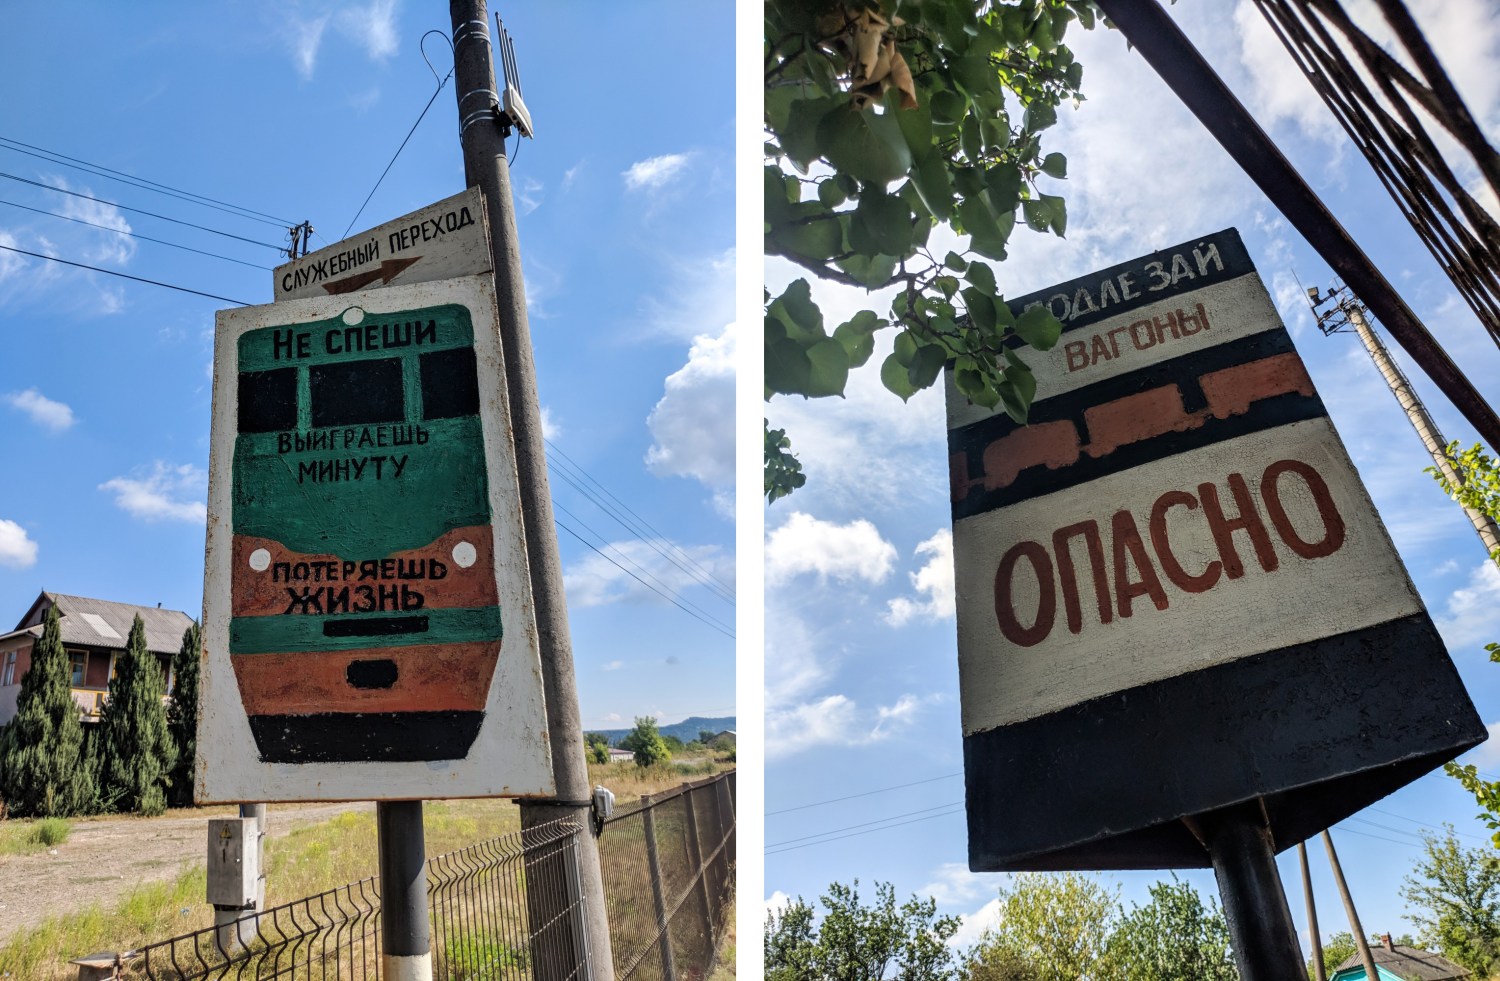 СЛУЖЕБНЫЙ ПЕРЕХОД
НЕ СПЕШИ
ВЫИГРАЕШЬ
МИНУТУ
ПОТЕРЯЕШЬ
ЖИЗНЬ
ПОДЛЕЗАЙ
ВАГОНЫ
ОПАСНО